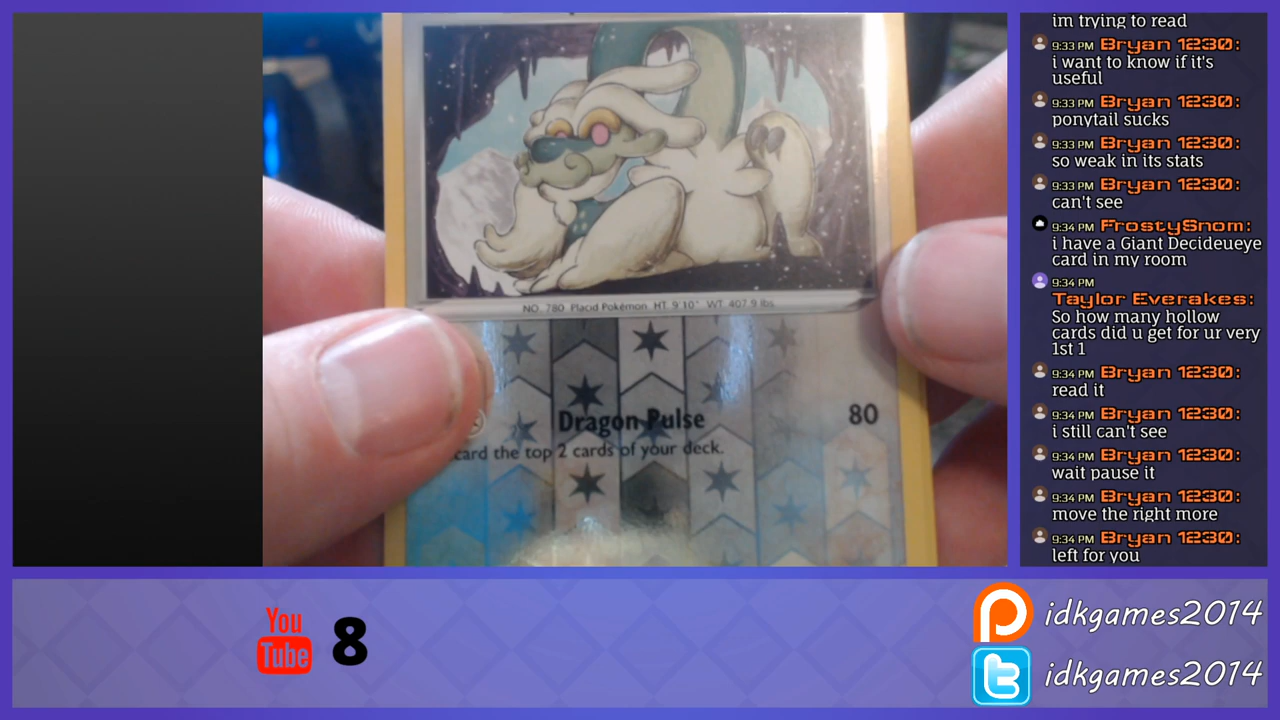 NO. 780 Placid Pokémon HT: 9'10" WT: 407.9 lbs
Dragon Pulse 80
card the top 2 cards of your deck.
im trying to read
9:33 PM Bryan 1230:
i want to know if it's
useful
9:33 PM Bryan 1230:
ponytail sucks
9:33 PM Bryan 1230:
so weak in its stats
9:33 PM Bryan 1230:
can't see
9:34 PM FrostySnom:
i have a Giant Decideueye
card in my room
9:34 PM
Taylor Everakes:
So how many hollow
cards did u get for ur very
1st 1
9:34 PM Bryan 1230:
read it
9:34 PM Bryan 1230:
i still can't see
9:34 PM Bryan 1230:
wait pause it
9:34 PM Bryan 1230:
move the right more
9:34 PM Bryan 1230:
left for you
You
Tube 8
idkgames2014
idkgames2014